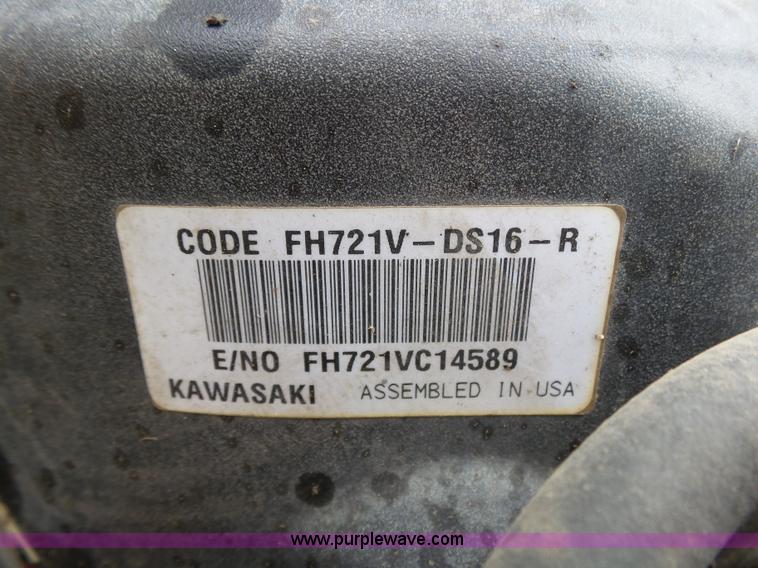 CODE FH721V-DS16-R
E/NO FH721VC14589
KAWASAKI ASSEMBLED IN USA
www.purplewave.com